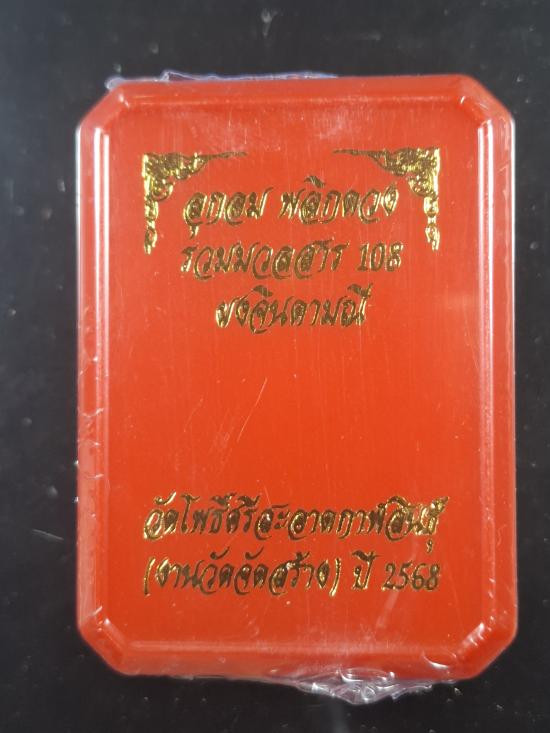 ลูกอม พลิกดวง
รวมมวลสาร 108
ผงจินดามณี
วัดโพธิ์ศรีสะอาดกาฬสินธุ์
(งานวัดจัดสร้าง) ปี 2568